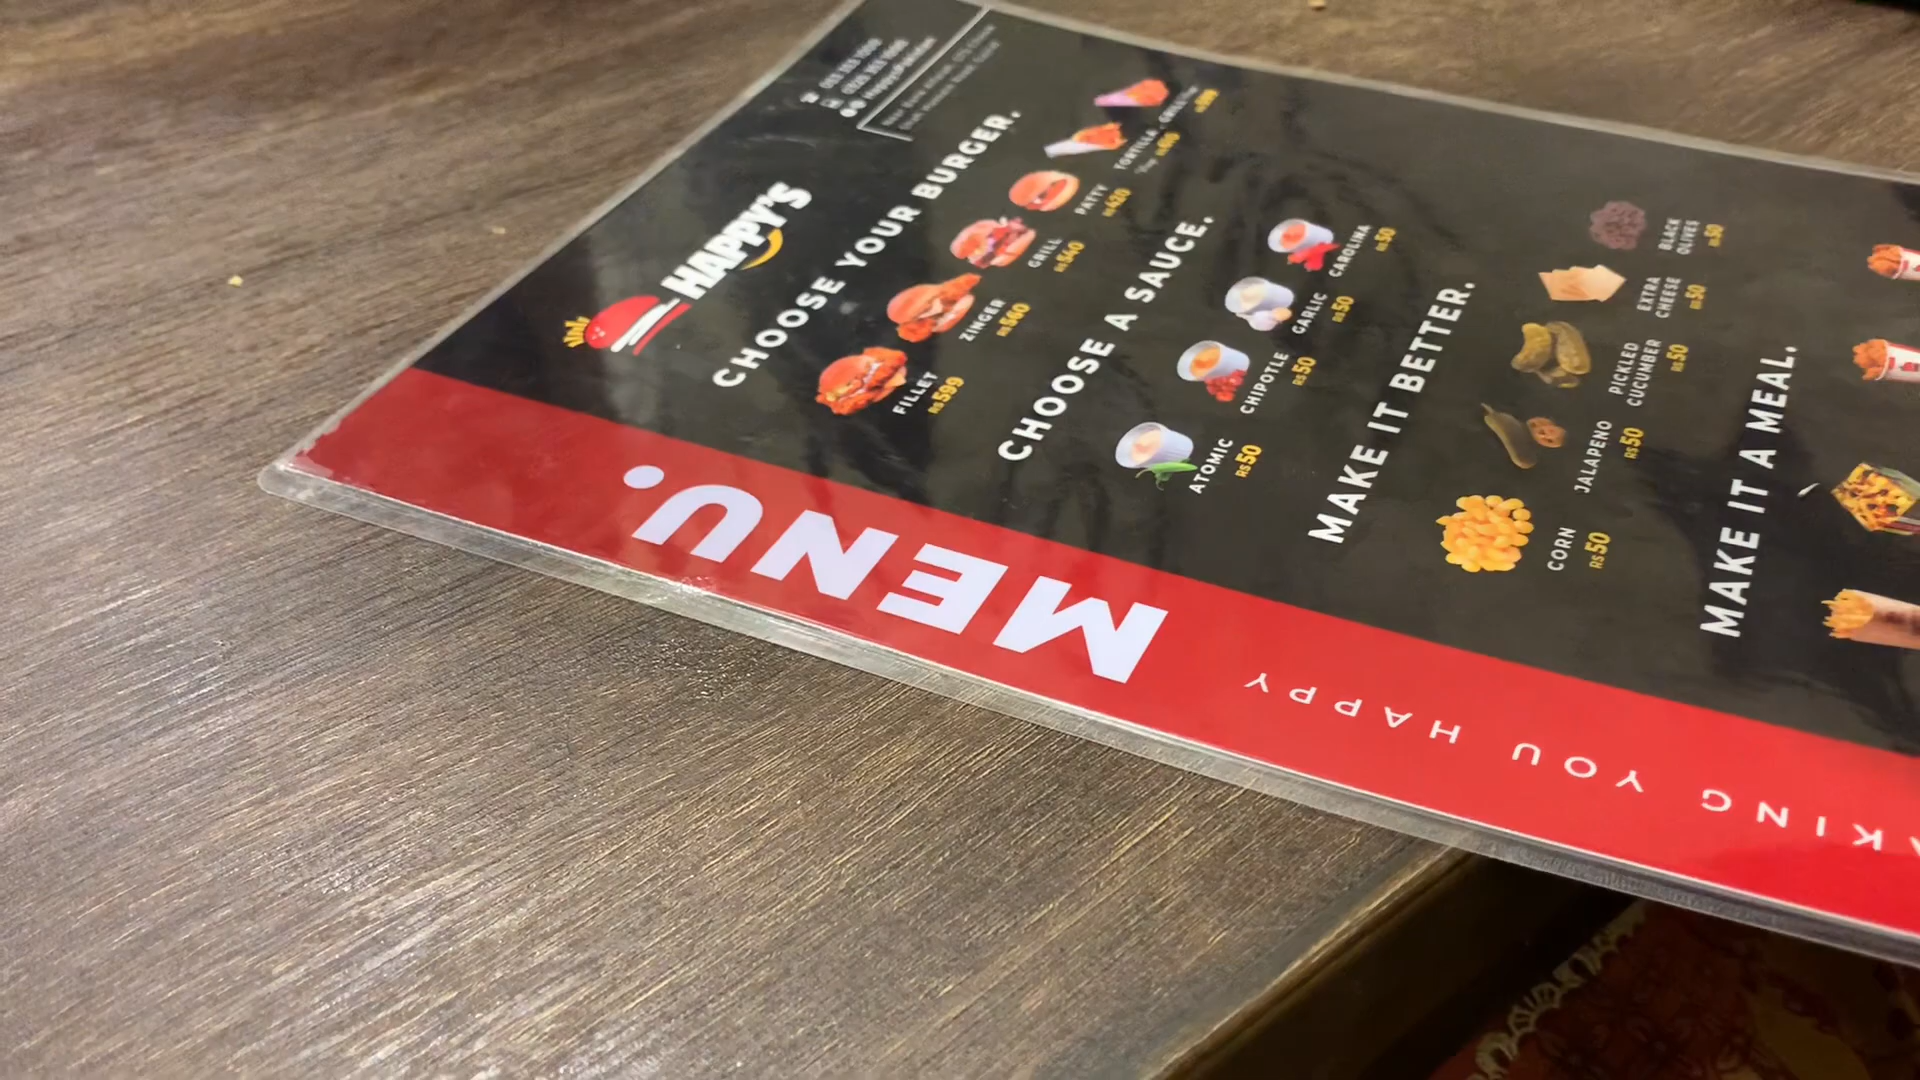 HAPPY'S
CHOOSE YOUR BURGER.
FILLET
RS599
ZINGER
RS560
GRILL
RS540
PATTY
RS420
TORTILLA
CHOOSE A SAUCE.
ATOMIC
RS50
CHIPOTLE
RS50
GARLIC
RS50
CAROLINA
RS50
MAKE IT BETTER.
CORN
RS50
JALAPENO
RS50
PICKLED
CUCUMBER
RS50
EXTRA
CHEESE
RS50
BLACK
OLIVES
RS50
MAKE IT A MEAL.
MENU.
AKING YOU HAPPY